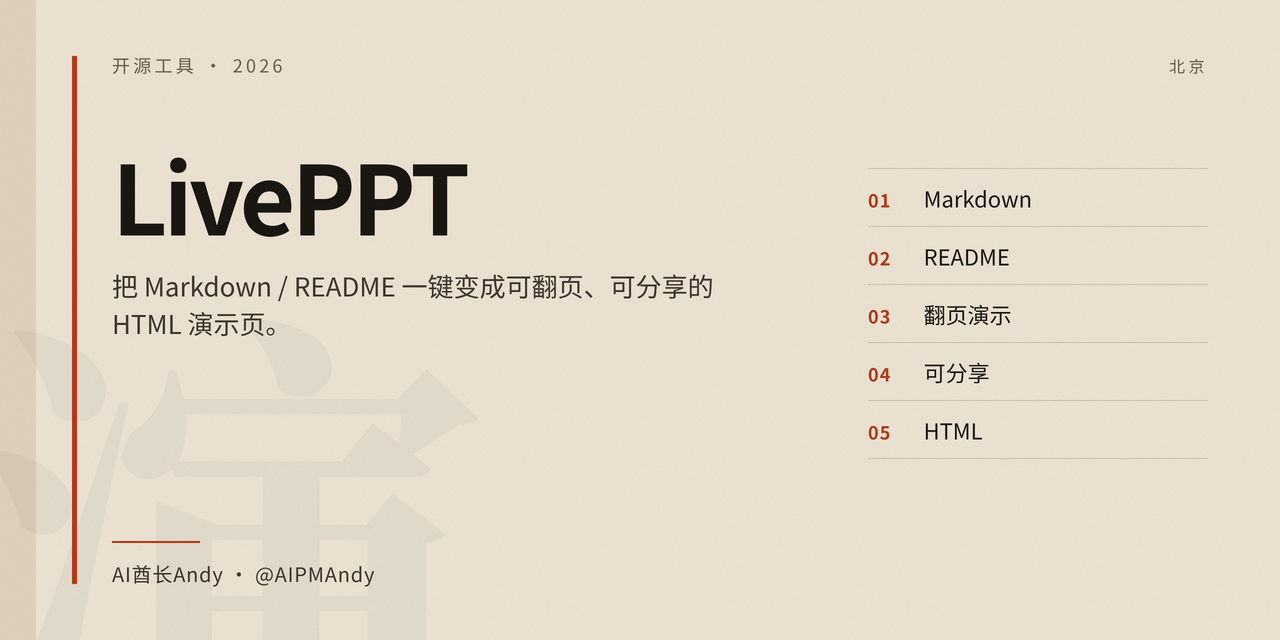 开源工具 · 2026
北京
LivePPT
把 Markdown / README 一键变成可翻页、可分享的
HTML 演示页。
01 Markdown
02 README
03 翻页演示
04 可分享
05 HTML
演
AI酋长Andy · @AIPMAndy